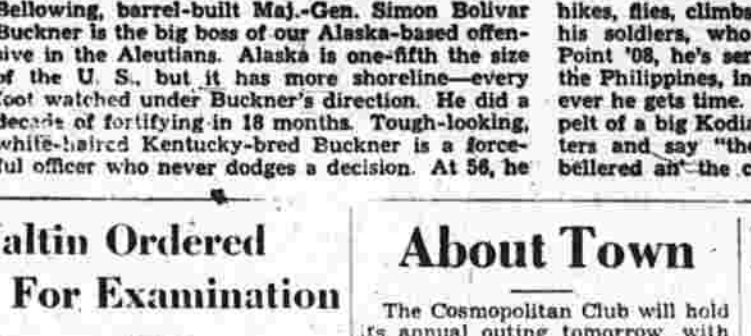 Bellowing, barrel-built Maj.-Gen. Simon Bolivar
Buckner is the big boss of our Alaska-based offen-
sive in the Aleutians. Alaska is one-fifth the size
of the U. S., but it has more shoreline—every
foot watched under Buckner's direction. He did a
decade of fortifying in 18 months. Tough-looking,
white-haired Kentucky-bred Buckner is a force-
ful officer who never dodges a decision. At 56, he
hikes, flies, climbs
his soldiers, who
Point '08, he's ser
the Philippines, in
ever he gets time.
pelt of a big Kodia
ters and say "the
bellered an' the c
altin Ordered
For Examination
About Town
The Cosmopolitan Club will hold
its annual outing tomorrow with